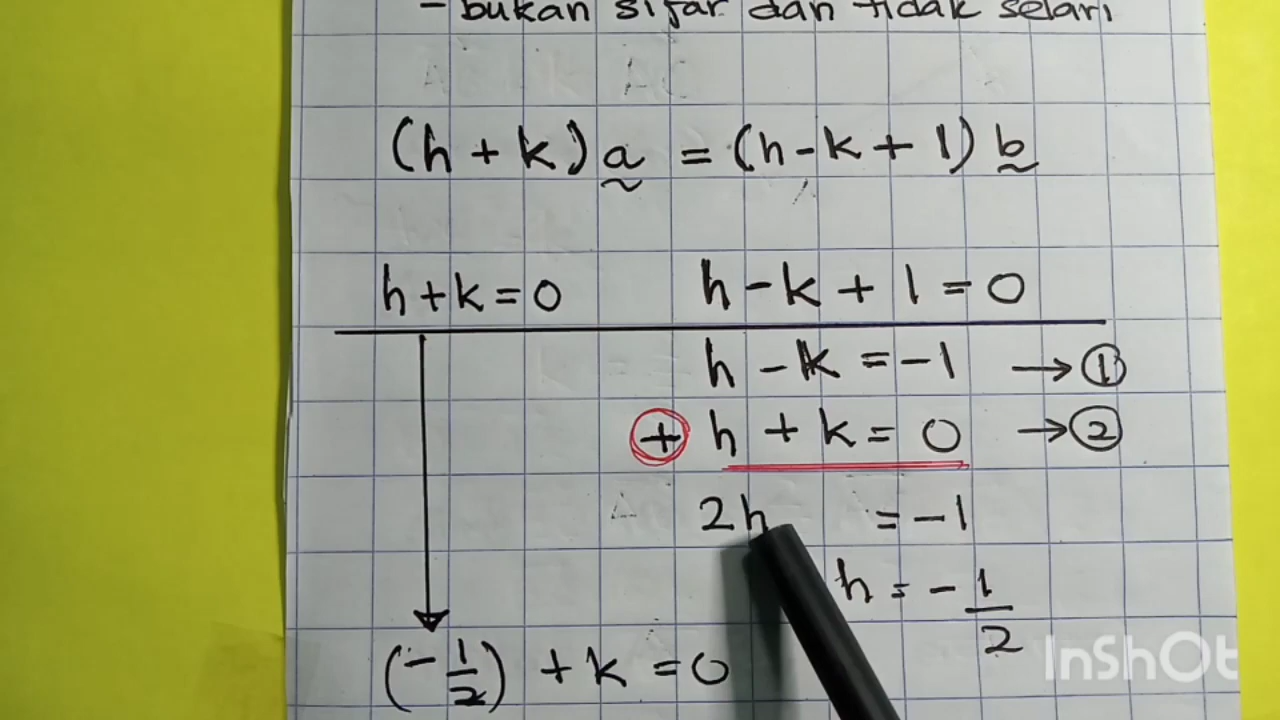 - bukan sifar dan tidak selari
(h + k) a = (h - k + 1) b
h + k = 0 h - k + 1 = 0
h - k = -1 → ①
+ h + k = 0 → ②
2h = -1
h = - 1/2
(- 1/2) + k = 0
InShOt